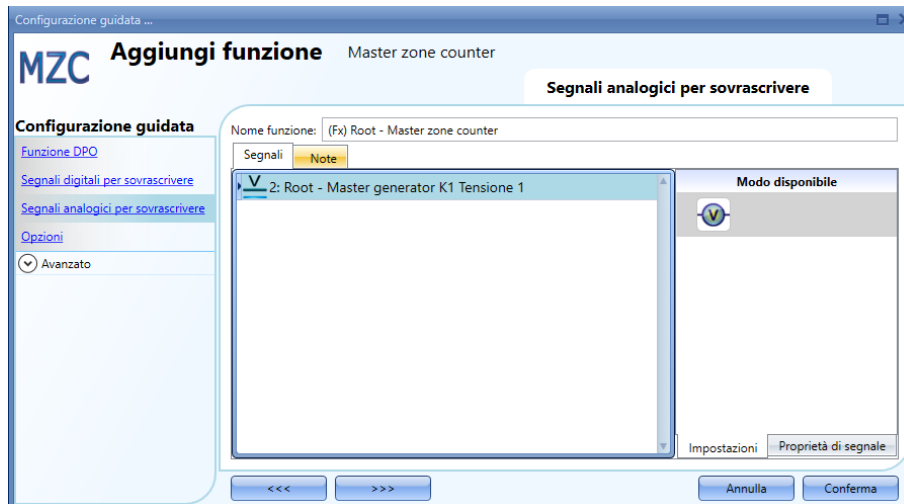 Configurazione guidata ...
MZC
Aggiungi funzione Master zone counter
Segnali analogici per sovrascrivere
Configurazione guidata
Funzione DPO
Segnali digitali per sovrascrivere
Segnali analogici per sovrascrivere
Opzioni
Avanzato
Nome funzione: (Fx) Root - Master zone counter
Segnali Note
V 2: Root - Master generator K1 Tensione 1
Modo disponibile
V
Impostazioni Proprietà di segnale
<<< >>> Annulla Conferma